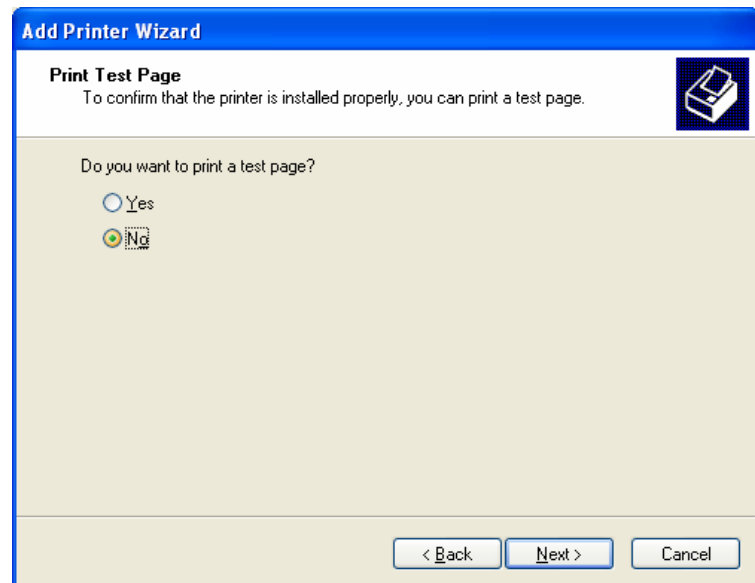 Add Printer Wizard
Print Test Page
To confirm that the printer is installed properly, you can print a test page.
Do you want to print a test page?
Yes
No
< Back Next > Cancel